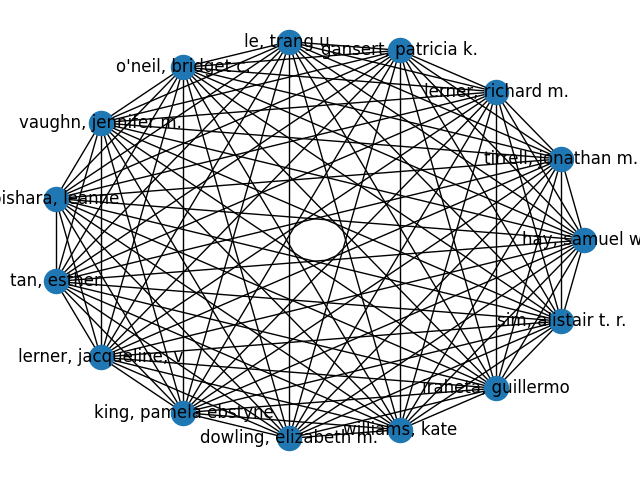 le, trang u.
gansert, patricia k.
o'neil, bridget c.
lerner, richard m.
vaughn, jennifer m.
tirrell, jonathan m.
bishara, leanne
hay, samuel w
tan, esther
sim, alistair t. r.
lerner, jacqueline, v
iraheta, guillermo
king, pamela ebstyne
williams, kate
dowling, elizabeth m.